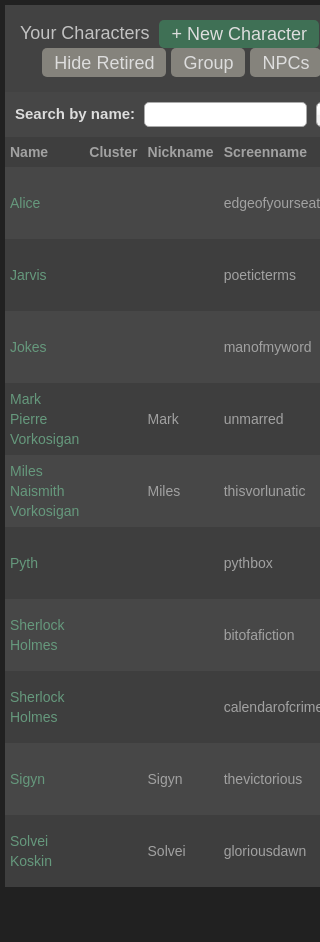 Your Characters + New Character
Hide Retired Group NPCs
Search by name:
Name Cluster Nickname Screenname
Alice edgeofyourseat
Jarvis poeticterms
Jokes manofmyword
Mark
Pierre Mark unmarred
Vorkosigan
Miles
Naismith Miles thisvorlunatic
Vorkosigan
Pyth pythbox
Sherlock
Holmes bitofafiction
Sherlock
Holmes calendarofcrime
Sigyn Sigyn thevictorious
Solvei
Koskin Solvei gloriousdawn